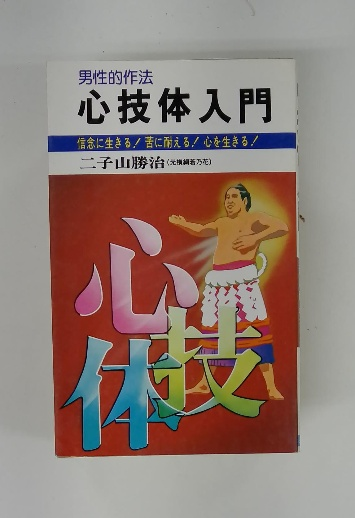 男性的作法
心技体入門
信念に生きる！苦に耐える！心を生きる！
二子山勝治(元横綱若乃花)
心
技
体